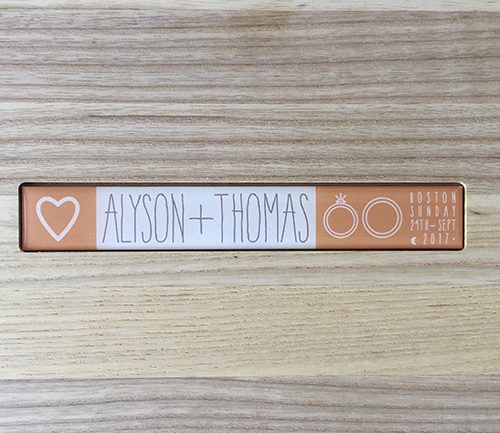 ALYSON+THOMAS
BOSTON
SUNDAY
24TH-SEPT
2017.